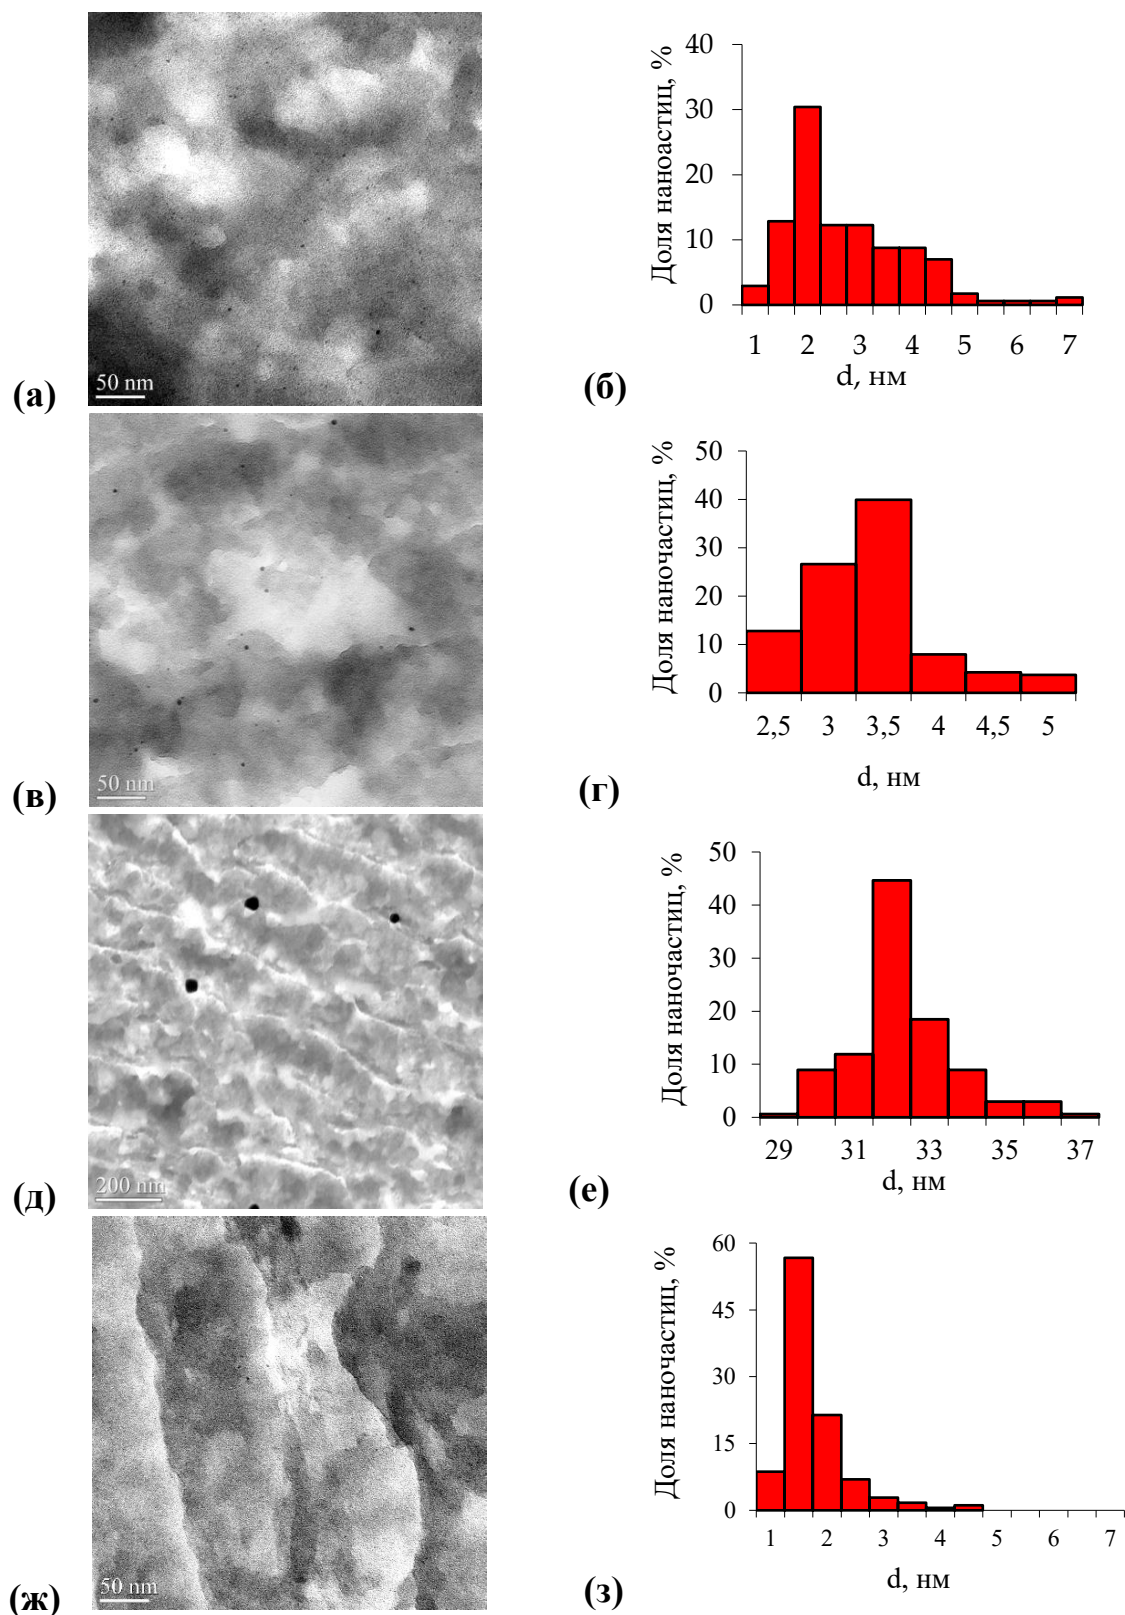 50 nm
(а)
Доля наноастиц, %
40
30
20
10
0
1 2 3 4 5 6 7
d, нм
(б)
50 nm
(в)
Доля наночастиц, %
50
40
30
20
10
0
2,5 3 3,5 4 4,5 5
d, нм
(г)
200 nm
(д)
Доля наночастиц, %
50
40
30
20
10
0
29 31 33 35 37
d, нм
(е)
50 nm
(ж)
Доля наночастиц, %
60
45
30
15
0
1 2 3 4 5 6 7
d, нм
(з)